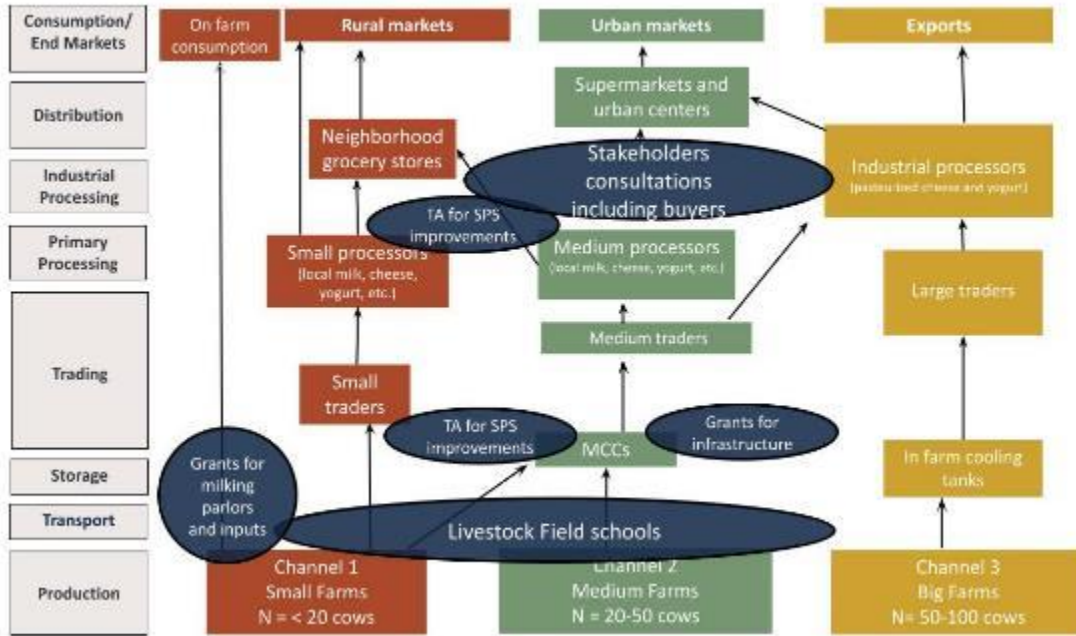 Consumption/
End Markets
Distribution
Industrial
Processing
Primary
Processing
Trading
Storage
Transport
Production
On farm
consumption
Rural markets
Urban markets
Exports
Supermarkets and
urban centers
Neighborhood
grocery stores
Stakeholders
consultations
including buyers
Industrial processors
(pasteurized cheese and yogurt)
TA for SPS
improvements
Small processors
(local milk, cheese,
yogurt, etc.)
Medium processors
(local milk, cheese, yogurt, etc.)
Large traders
Medium traders
Small
traders
TA for SPS
improvements
Grants for
infrastructure
MCCs
In farm cooling
tanks
Grants for
milking
parlors
and inputs
Livestock Field schools
Channel 1
Small Farms
N = < 20 cows
Channel 2
Medium Farms
N = 20-50 cows
Channel 3
Big Farms
N= 50-100 cows